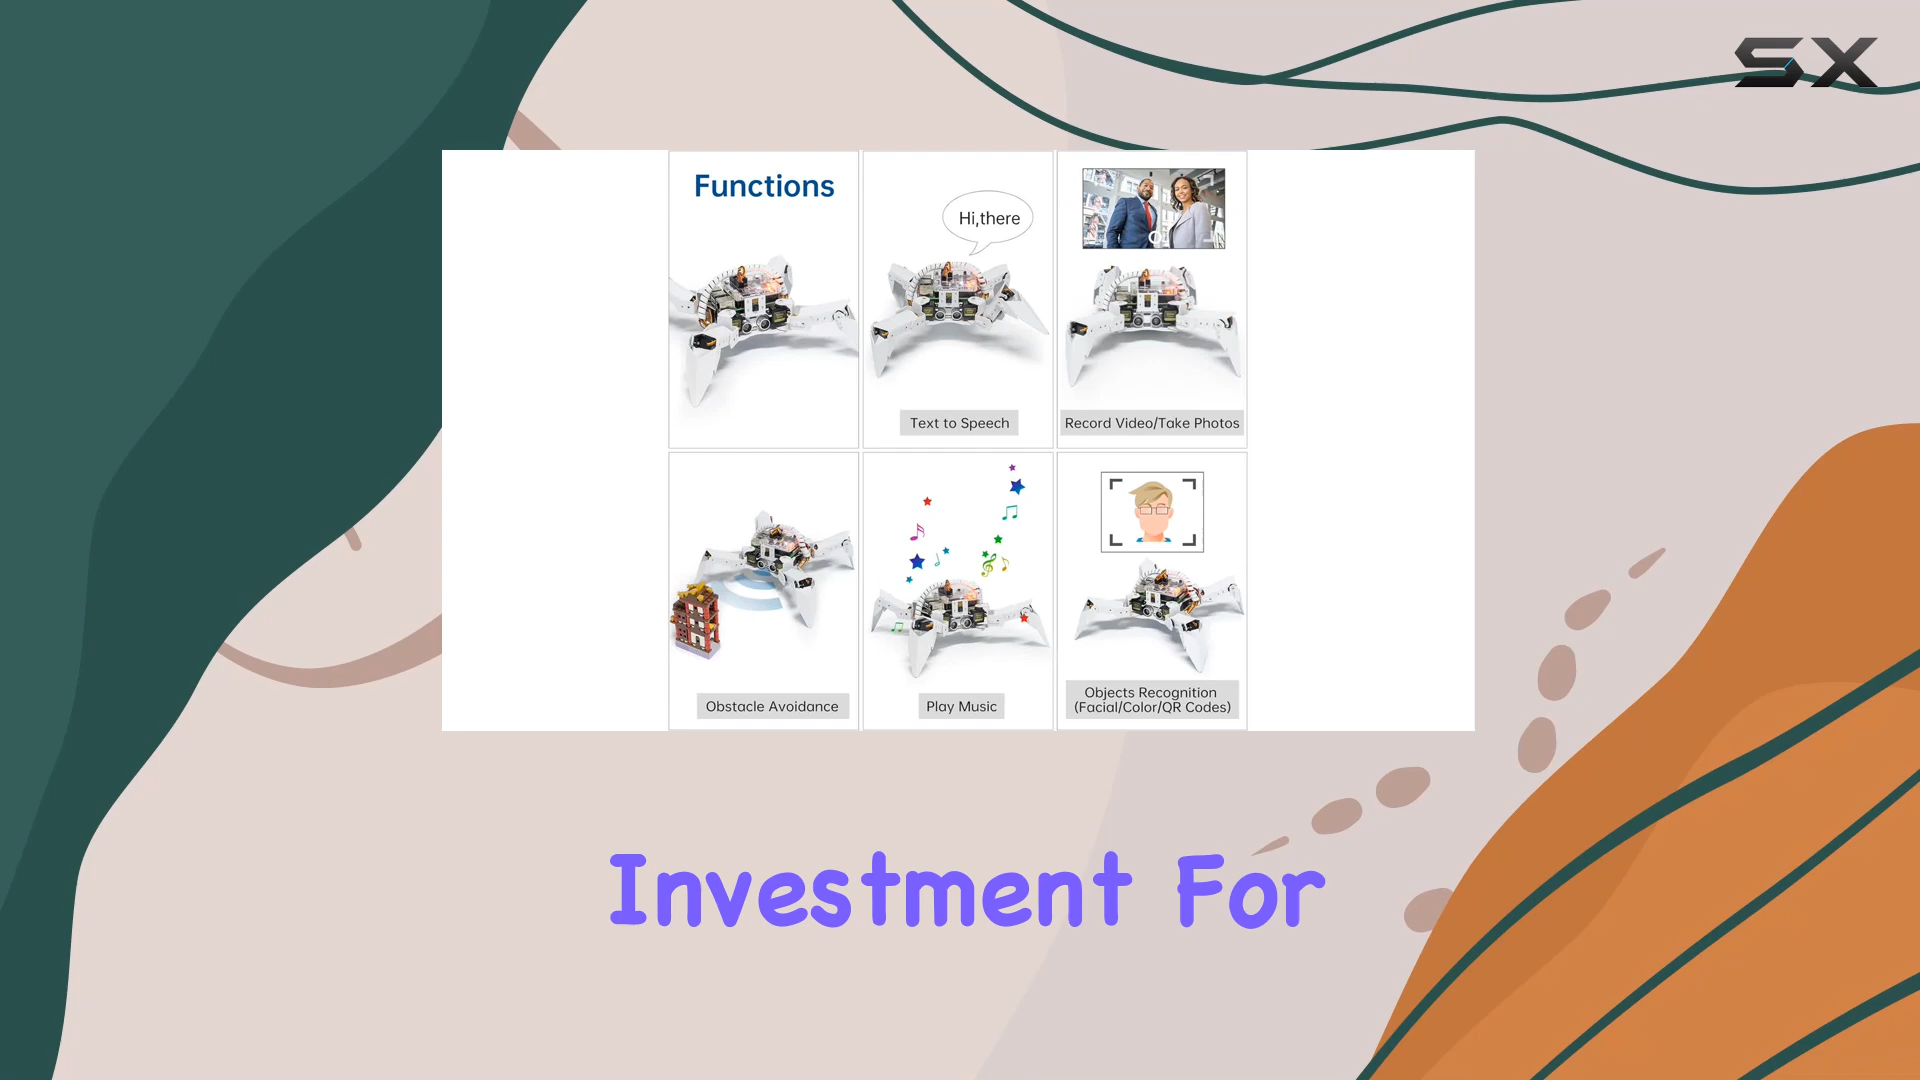 SX
Functions
Hi,there
Text to Speech
Record Video/Take Photos
Obstacle Avoidance
Play Music
Objects Recognition
(Facial/Color/QR Codes)
Investment For